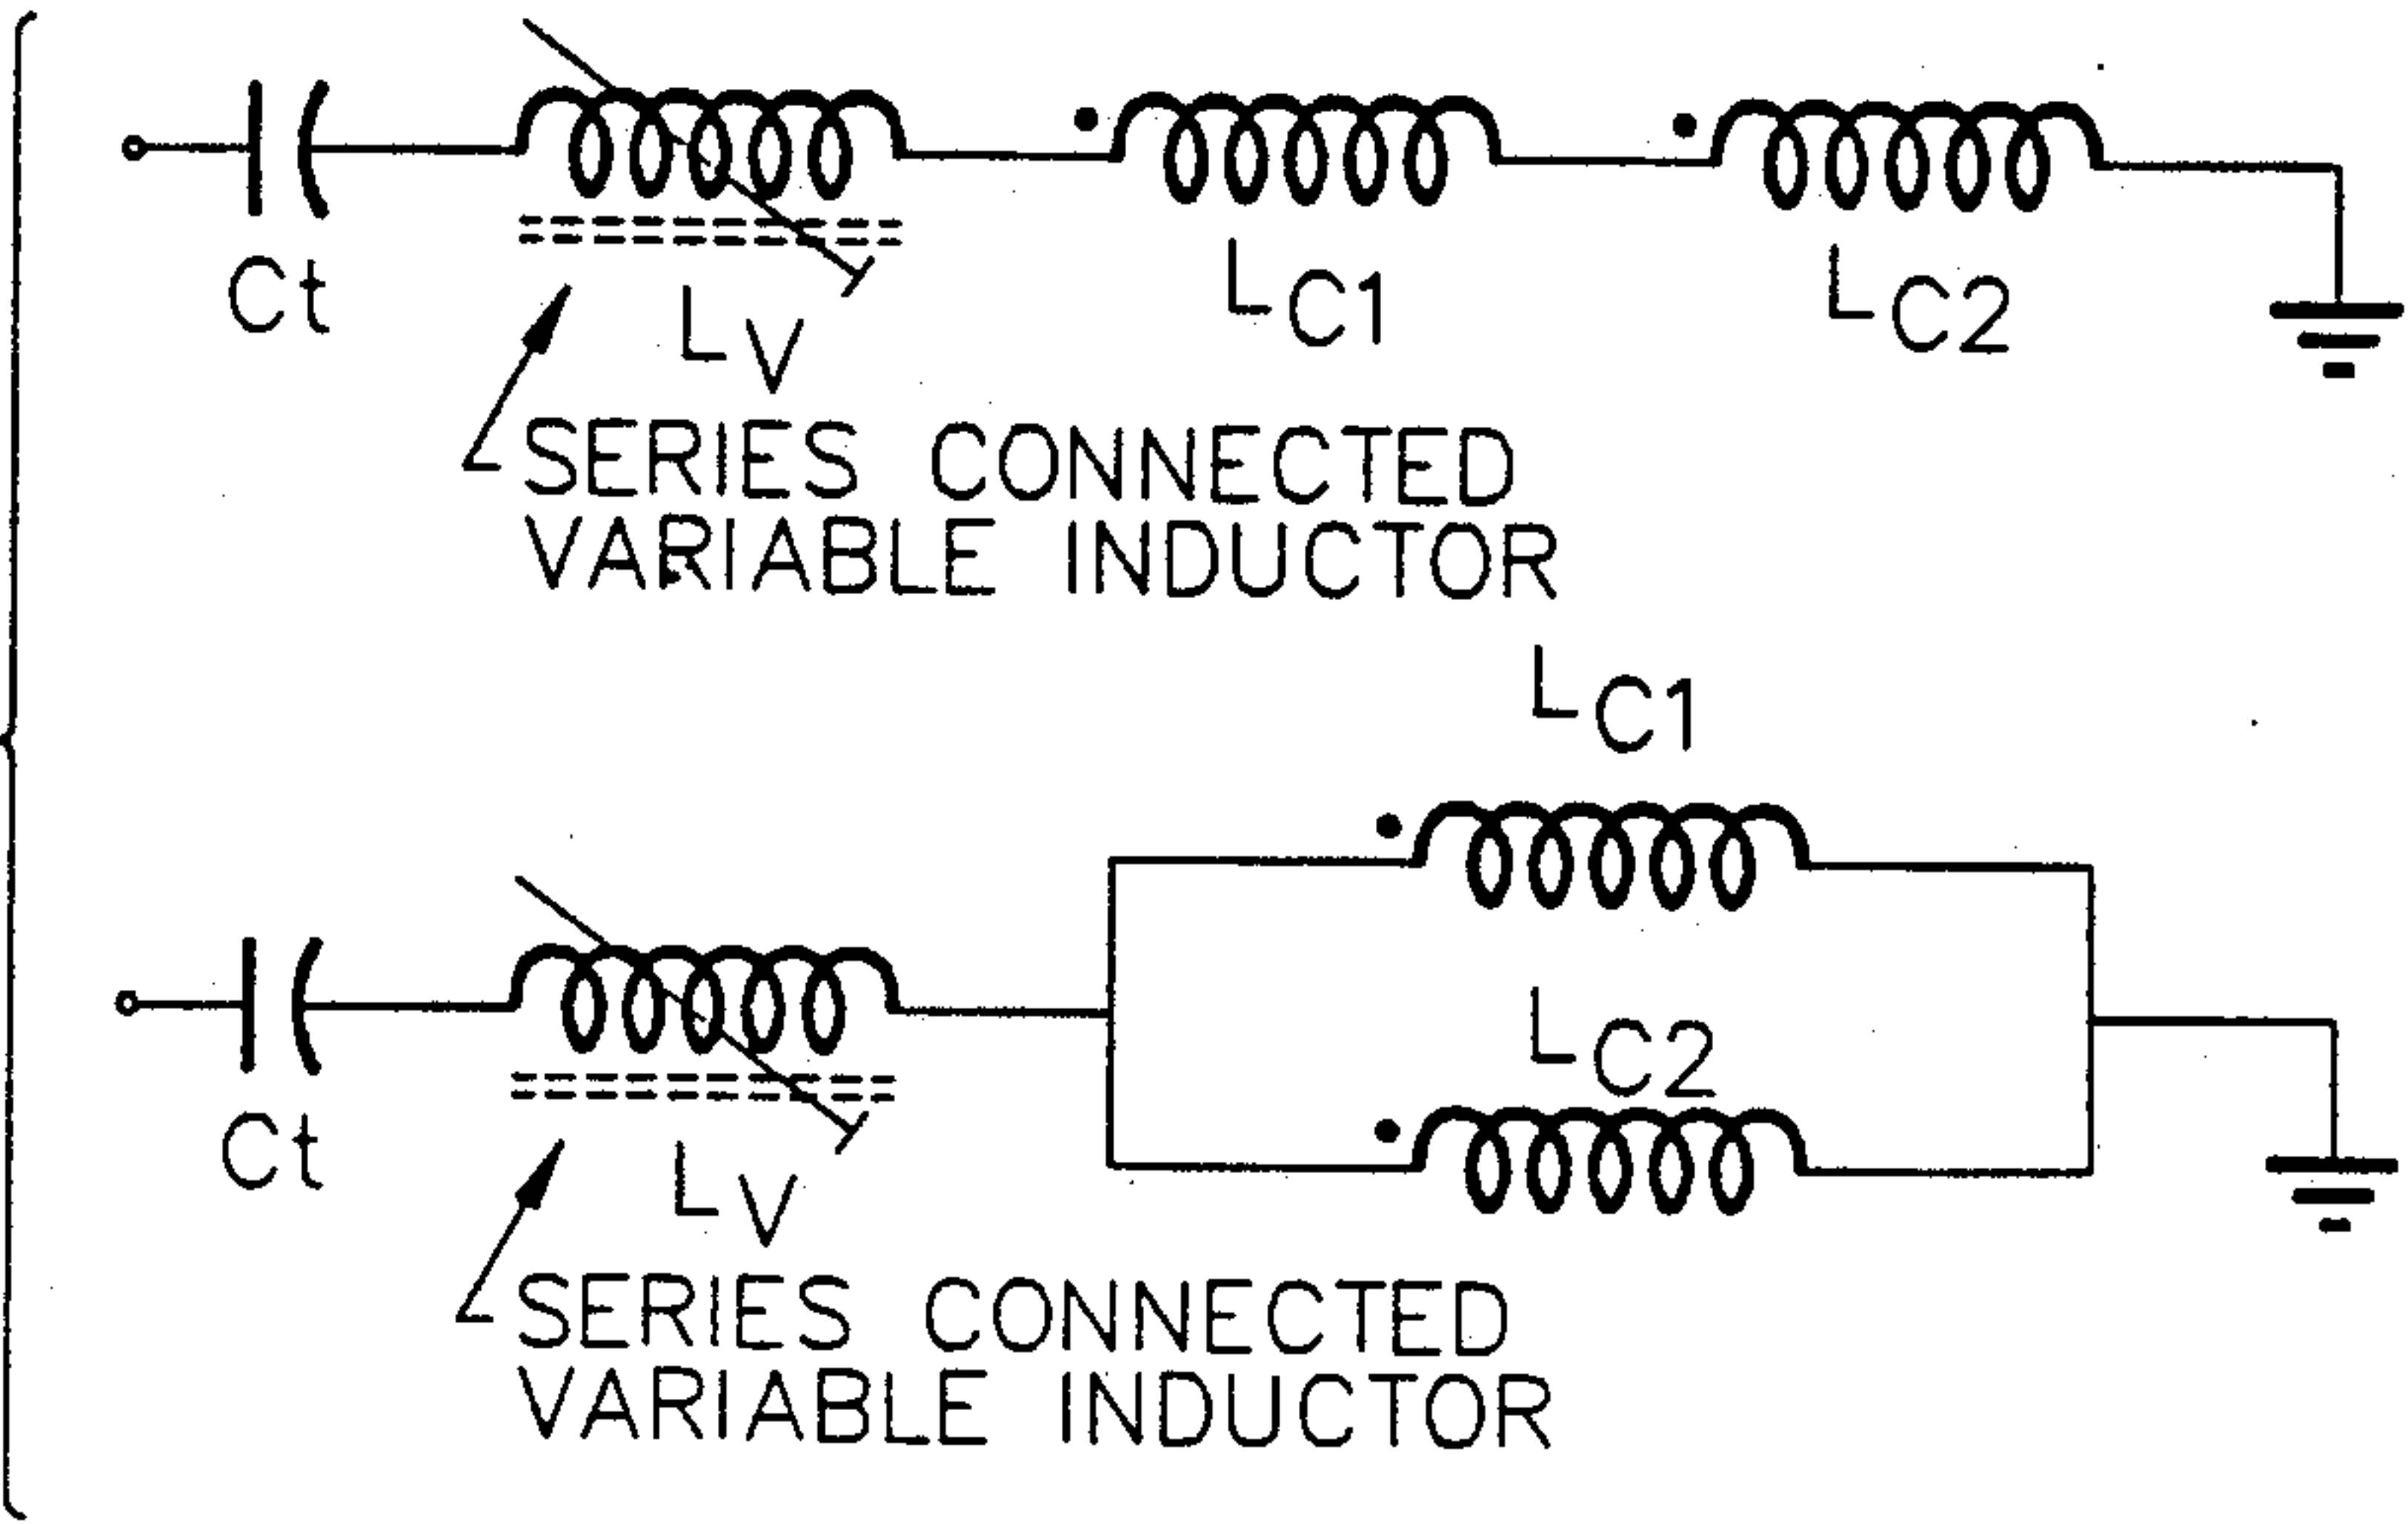 Ct
LV
LC1
LC2
SERIES CONNECTED
VARIABLE INDUCTOR
LC1
LC2
Ct
LV
SERIES CONNECTED
VARIABLE INDUCTOR